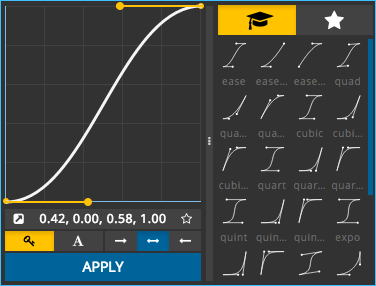 ease eas... ease... quad
qua... qua... cubic cubi...
cubi... quart quar... quar...
quint quin... quin... expo
0.42, 0.00, 0.58, 1.00
A
APPLY